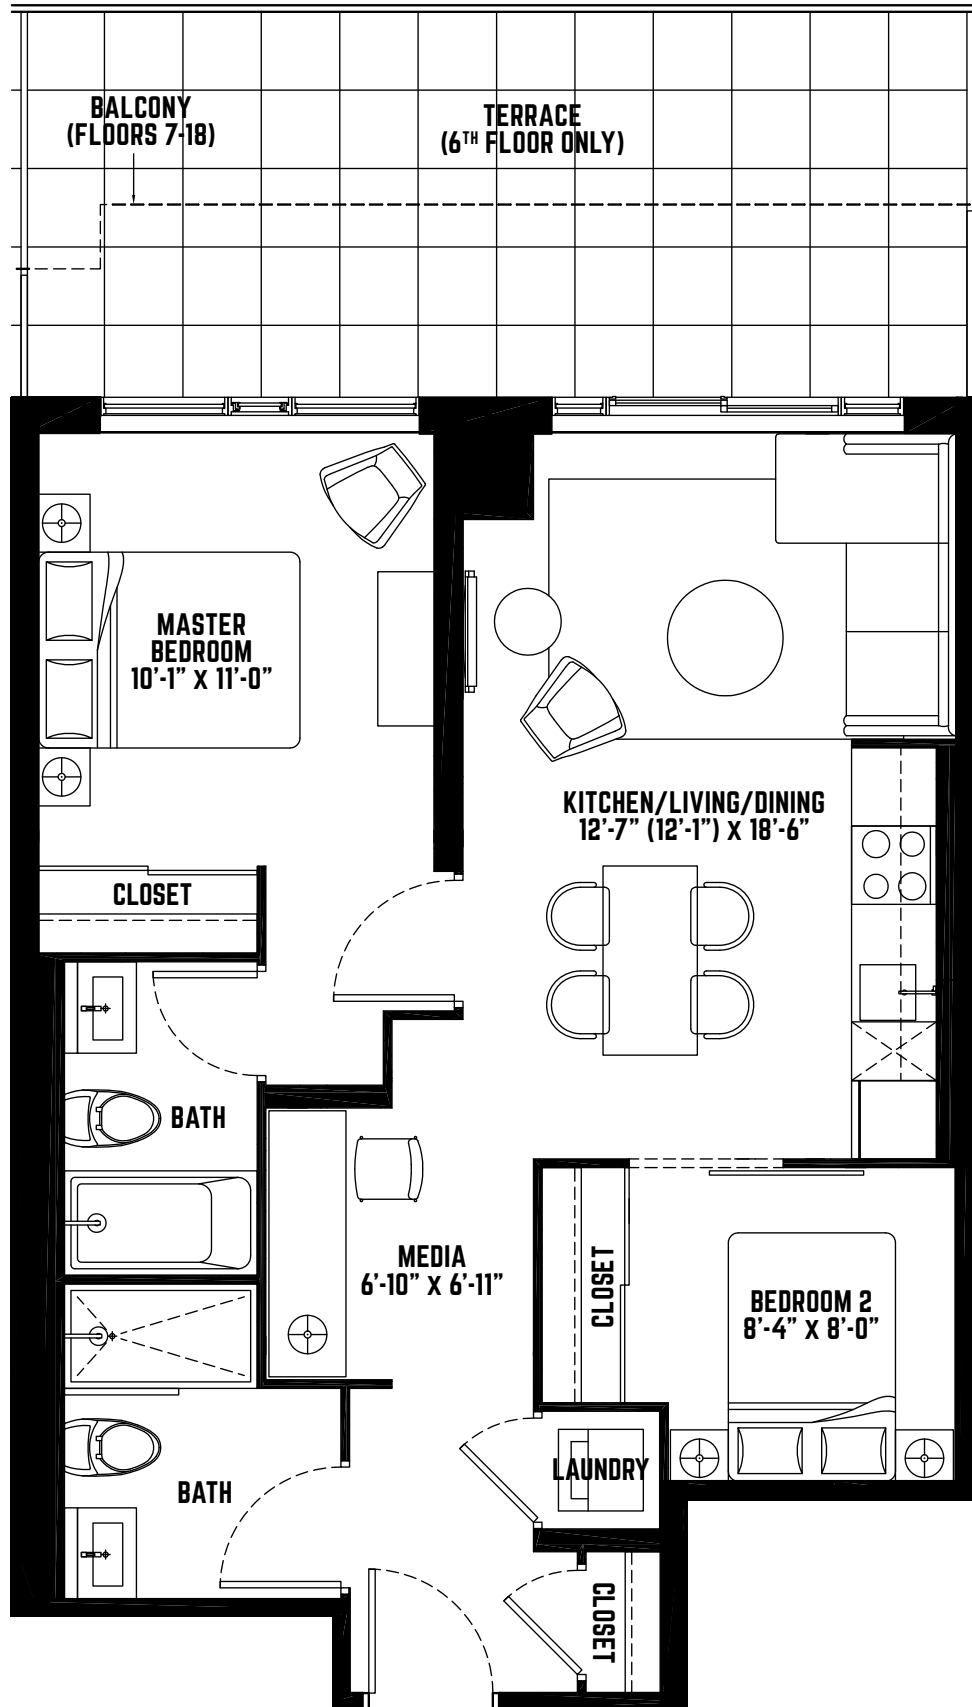 BALCONY
(FLOORS 7-18)
TERRACE
(6TH FLOOR ONLY)
MASTER
BEDROOM
10'-1" X 11'-0"
KITCHEN/LIVING/DINING
12'-7" (12'-1") X 18'-6"
CLOSET
BATH
MEDIA
6'-10" X 6'-11"
CLOSET
BEDROOM 2
8'-4" X 8'-0"
LAUNDRY
BATH
CLOSET